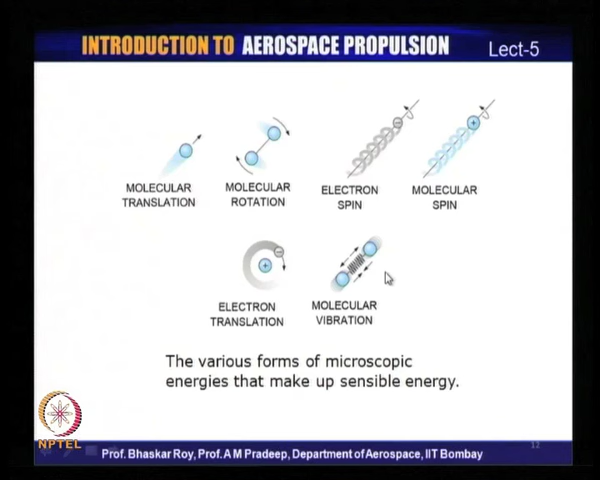 INTRODUCTION TO AEROSPACE PROPULSION
Lect-5
MOLECULAR
TRANSLATION
MOLECULAR
ROTATION
ELECTRON
SPIN
MOLECULAR
SPIN
ELECTRON
TRANSLATION
MOLECULAR
VIBRATION
The various forms of microscopic
energies that make up sensible energy.
NPTEL
Prof. Bhaskar Roy, Prof. A M Pradeep, Department of Aerospace, IIT Bombay
12